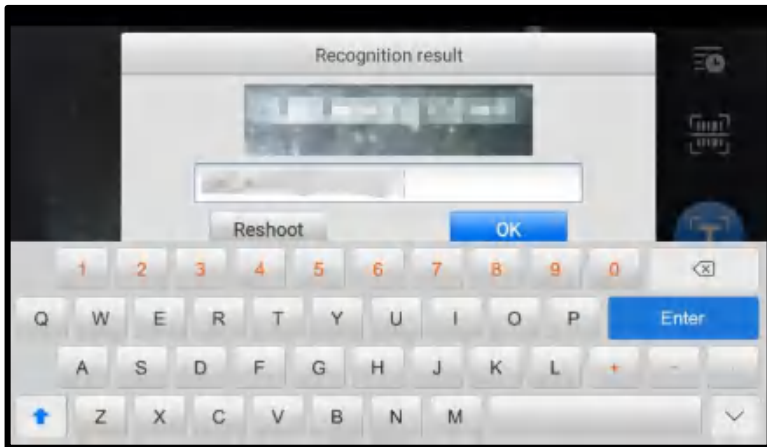 Recognition result
Reshoot OK
1 2 3 4 5 6 7 8 9 0
Q W E R T Y U I O P Enter
A S D F G H J K L + -
Z X C V B N M